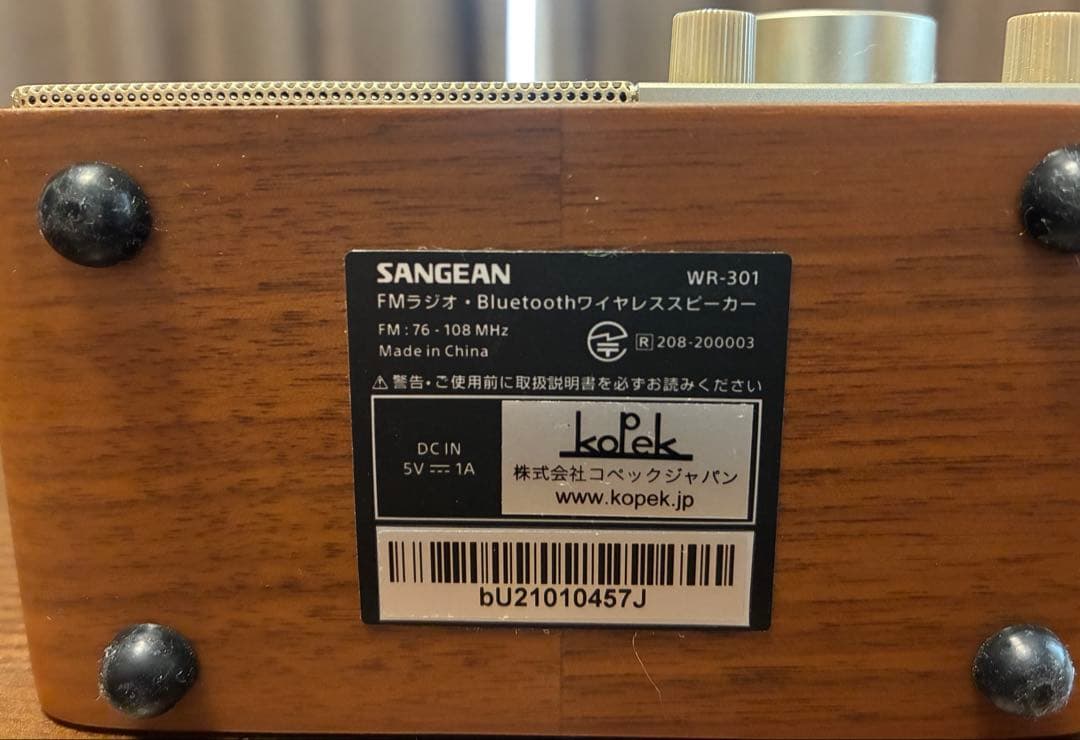 SANGEAN WR-301
FMラジオ・Bluetoothワイヤレススピーカー
FM : 76 - 108 MHz
Made in China
R 208-200003
⚠ 警告・ご使用前に取扱説明書を必ずお読みください
DC IN
5V ⎓ 1A
kopek
株式会社コペックジャパン
www.kopek.jp
bU21010457J